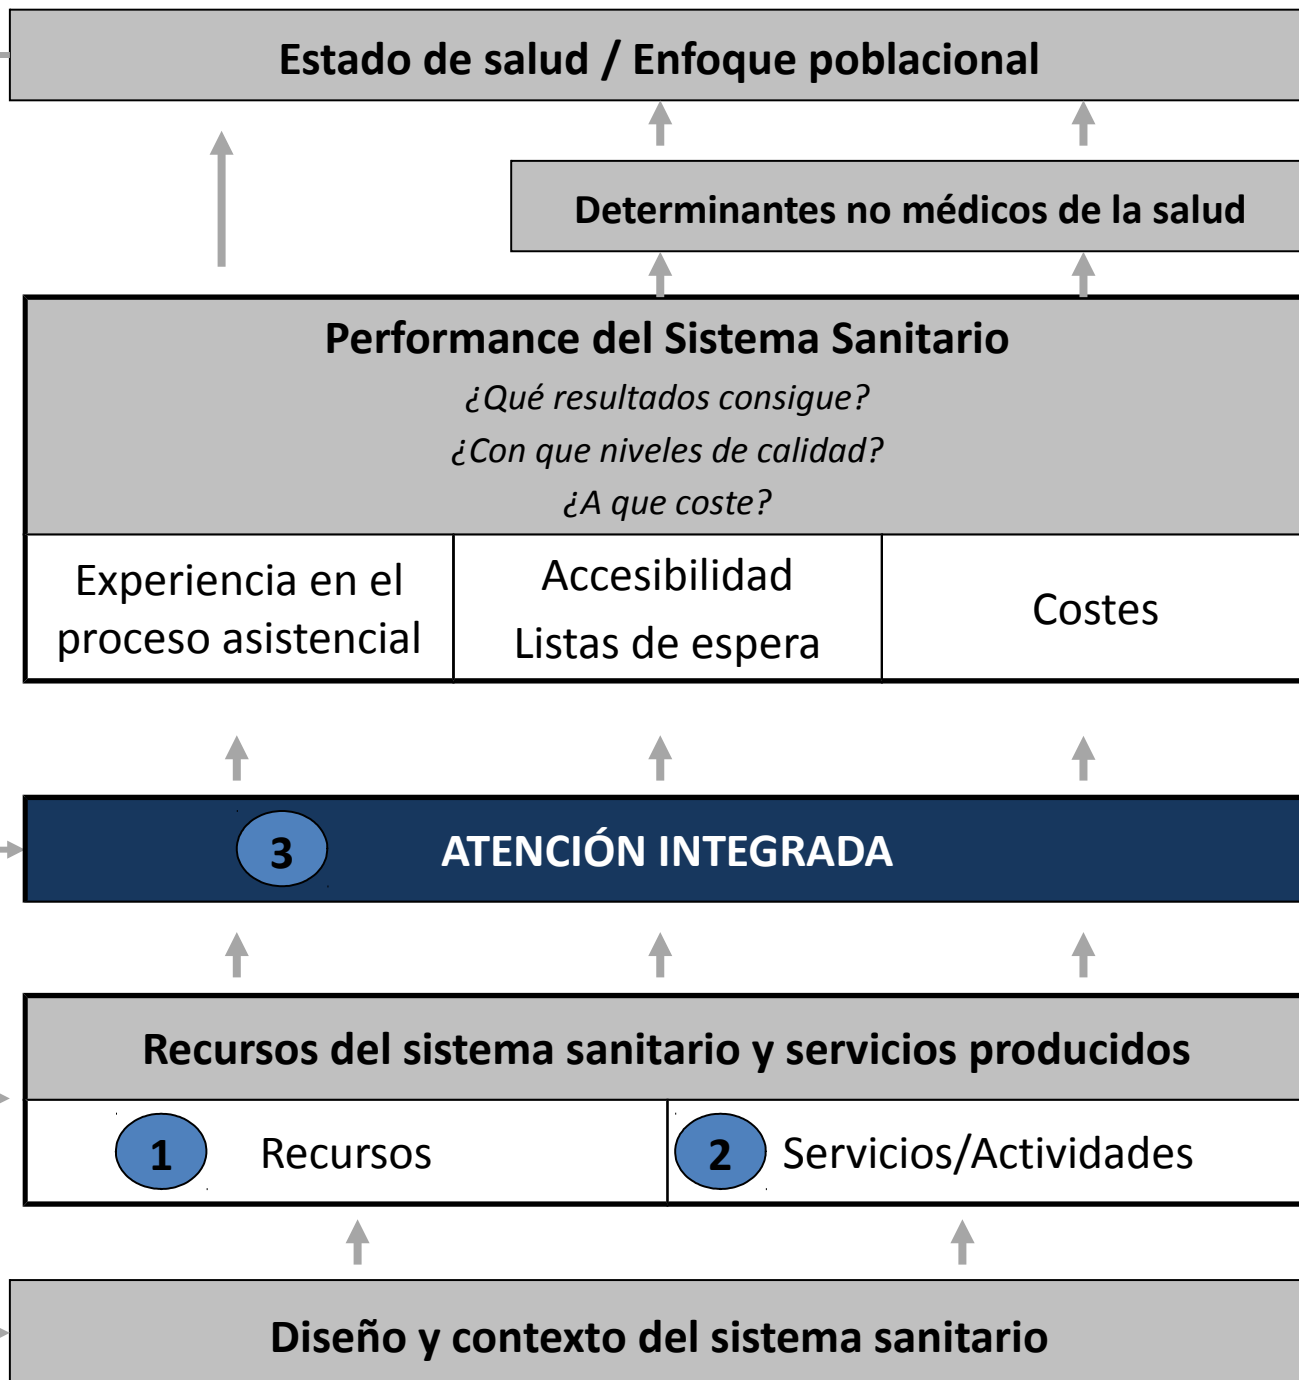 Estado de salud / Enfoque poblacional
Determinantes no médicos de la salud
Performance del Sistema Sanitario
¿Qué resultados consigue?
¿Con que niveles de calidad?
¿A que coste?
Experiencia en el
proceso asistencial
Accesibilidad
Listas de espera
Costes
3 ATENCIÓN INTEGRADA
Recursos del sistema sanitario y servicios producidos
1 Recursos
2 Servicios/Actividades
Diseño y contexto del sistema sanitario